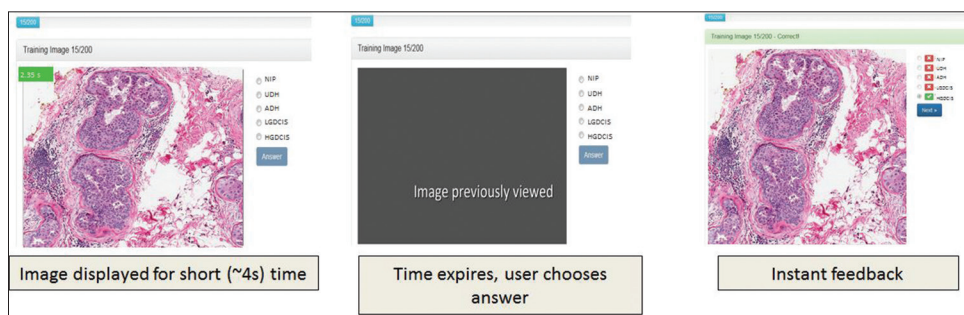 15/200
Training Image 15/200
2.35 s
NIP
UDH
ADH
LGDCIS
HGDCIS
Answer
Image displayed for short (~4s) time
15/200
Training Image 15/200
Image previously viewed
NIP
UDH
ADH
LGDCIS
HGDCIS
Answer
Time expires, user chooses
answer
15/200
Training Image 15/200 - Correct!
NIP
UDH
ADH
LGDCIS
HGDCIS
Next »
Instant feedback